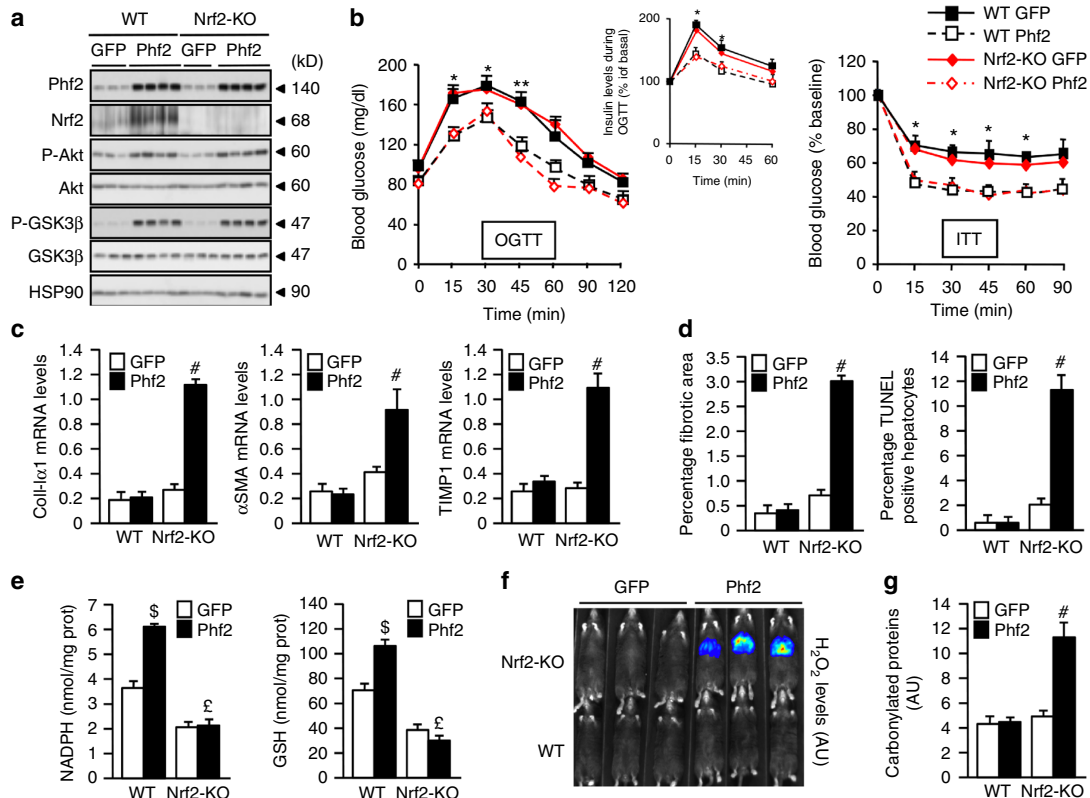 a
WT Nrf2-KO
GFP Phf2 GFP Phf2 (kD)
Phf2 140
Nrf2 68
P-Akt 60
Akt 60
P-GSK3β 47
GSK3β 47
HSP90 90
b
Blood glucose (mg/dl)
200
160
120
80
40
0
* * **
OGTT
0 15 30 45 60 90 120
Time (min)
Insulin levels during
OGTT (% idf basal)
200
150
100
50
0
* *
0 15 30 45 60
Time (min)
WT GFP
WT Phf2
Nrf2-KO GFP
Nrf2-KO Phf2
Blood glucose (% baseline)
120
100
80
60
40
20
0
* * * *
ITT
0 15 30 45 60 90
Time (min)
c
Coll-lα1 mRNA levels
1.4
1.2
1.0
0.8
0.6
0.4
0.2
0
GFP
Phf2
#
WT Nrf2-KO
αSMA mRNA levels
1.4
1.2
1.0
0.8
0.6
0.4
0.2
0
GFP
Phf2
#
WT Nrf2-KO
TIMP1 mRNA levels
1.4
1.2
1.0
0.8
0.6
0.4
0.2
0
GFP
Phf2
#
WT Nrf2-KO
d
Percentage fibrotic area
3.5
3.0
2.5
2.0
1.5
1.0
0.5
0
GFP
Phf2
#
WT Nrf2-KO
Percentage TUNEL
positive hepatocytes
14
12
10
8
6
4
2
0
GFP
Phf2
#
WT Nrf2-KO
e
NADPH (nmol/mg prot)
7
6
5
4
3
2
1
0
GFP
Phf2
$
£
WT Nrf2-KO
GSH (nmol/mg prot)
140
120
100
80
60
40
20
0
GFP
Phf2
$
£
WT Nrf2-KO
f
GFP Phf2
Nrf2-KO
WT
H2O2 levels (AU)
g
Carbonylated proteins
(AU)
14
12
10
8
6
4
2
0
GFP
Phf2
#
WT Nrf2-KO